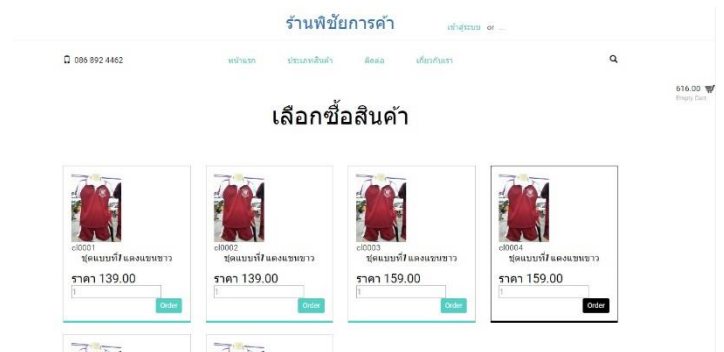 ร้านพิชัยการค้า
เข้าสู่ระบบ or ...
086 892 4462
หน้าแรก ประเภทสินค้า ติดต่อ เกี่ยวกับเรา
616.00
Empty Cart
เลือกซื้อสินค้า
cl0001 cl0002 cl0003 cl0004
ชุดแบบที่1 แดงแขนขาว ชุดแบบที่1 แดงแขนขาว ชุดแบบที่1 แดงแขนขาว ชุดแบบที่1 แดงแขนขาว
ราคา 139.00 ราคา 139.00 ราคา 159.00 ราคา 159.00
1 1 1 1
Order Order Order Order